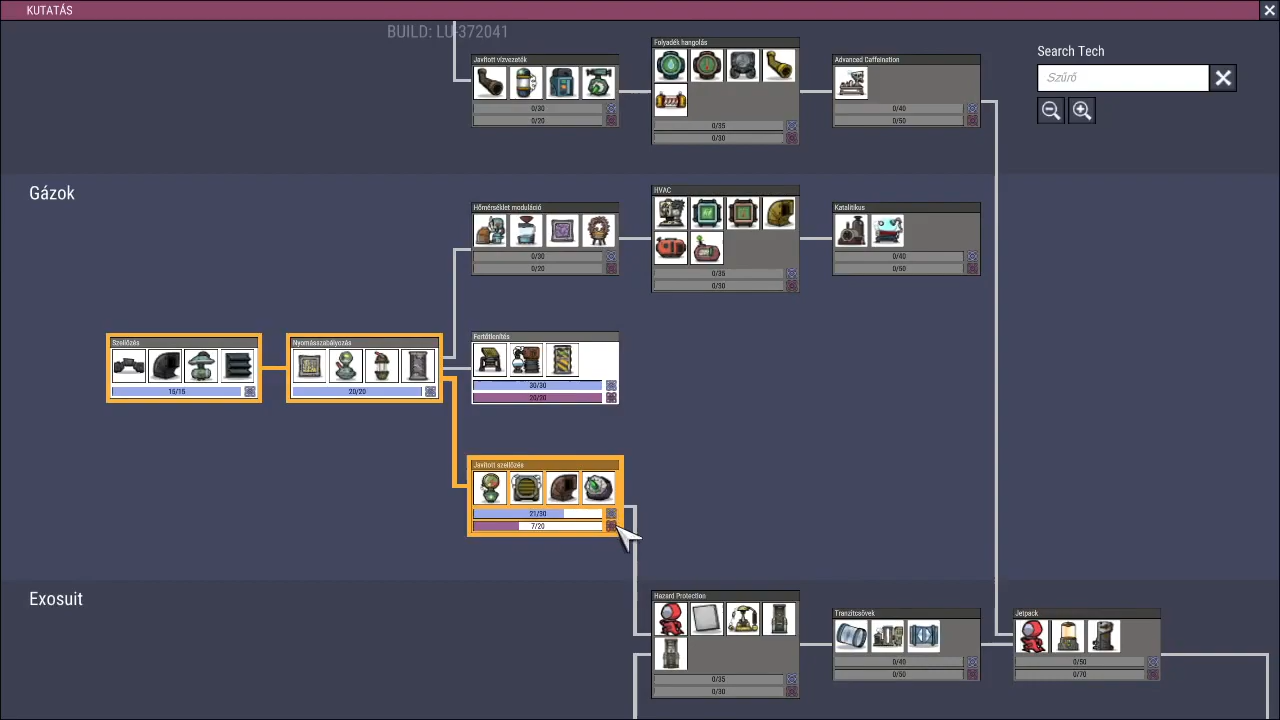 KUTATÁS
BUILD: LU-372041
Search Tech
Szűrő
Javított vízvezeték
0/30
0/20
Folyadék hangolás
0/35
0/30
Advanced Caffeination
0/40
0/50
Gázok
Hőmérséklet moduláció
0/30
0/20
HVAC
0/35
0/30
Katalitikus
0/40
0/50
Szellőzés
15/15
Nyomásszabályozás
20/20
Fertőtlenítés
30/30
20/20
Javított szellőzés
21/30
7/20
Exosuit
Hazard Protection
0/35
0/30
Tranzitcsövek
0/40
0/50
Jetpack
0/50
0/70